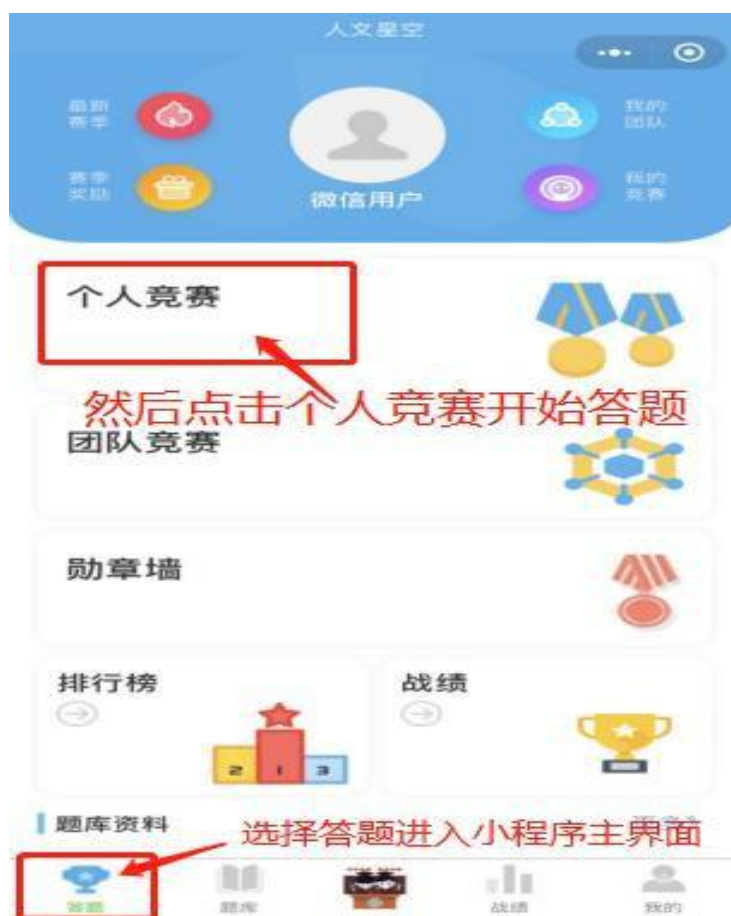 人文星空
最新
赛季
我的
团队
赛季
奖励
微信用户
我的
竞赛
个人竞赛
然后点击个人竞赛开始答题
团队竞赛
勋章墙
排行榜
战绩
2 1 3
题库资料
选择答题进入小程序主界面
答题
题库
战绩
我的